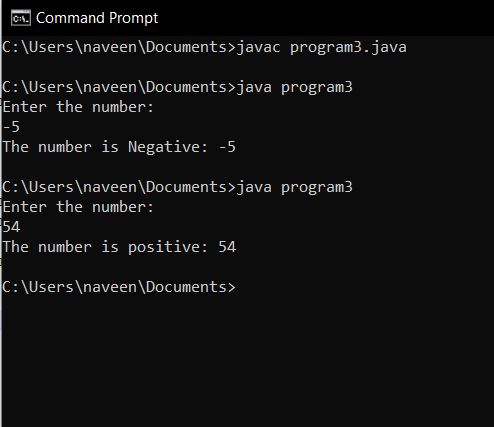 Command Prompt
C:\Users\naveen\Documents>javac program3.java
C:\Users\naveen\Documents>java program3
Enter the number:
-5
The number is Negative: -5
C:\Users\naveen\Documents>java program3
Enter the number:
54
The number is positive: 54
C:\Users\naveen\Documents>